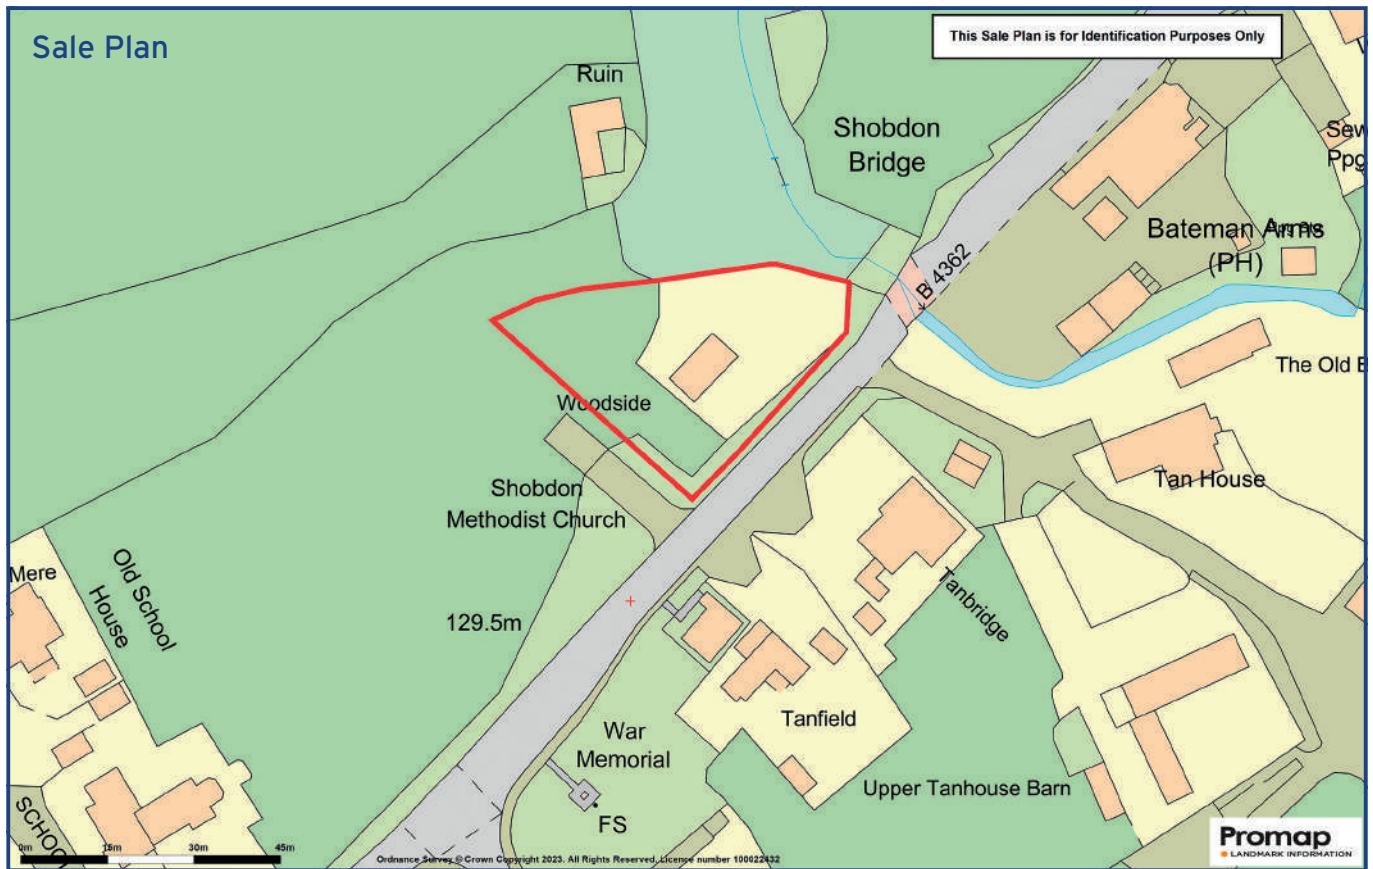 Sale Plan
This Sale Plan is for Identification Purposes Only
Ruin
Shobdon
Bridge
Sew
Ppg
B 4362
Bateman Arms
(PH)
The Old B
Woodside
Tan House
Shobdon
Methodist Church
Mere
Old School
House
Tanbridge
129.5m
Tanfield
War
Memorial
Upper Tanhouse Barn
FS
SCHOOL
0m
15m
30m
45m
Ordnance Survey © Crown Copyright 2023. All Rights Reserved. Licence number 100022432
Promap
LANDMARK INFORMATION